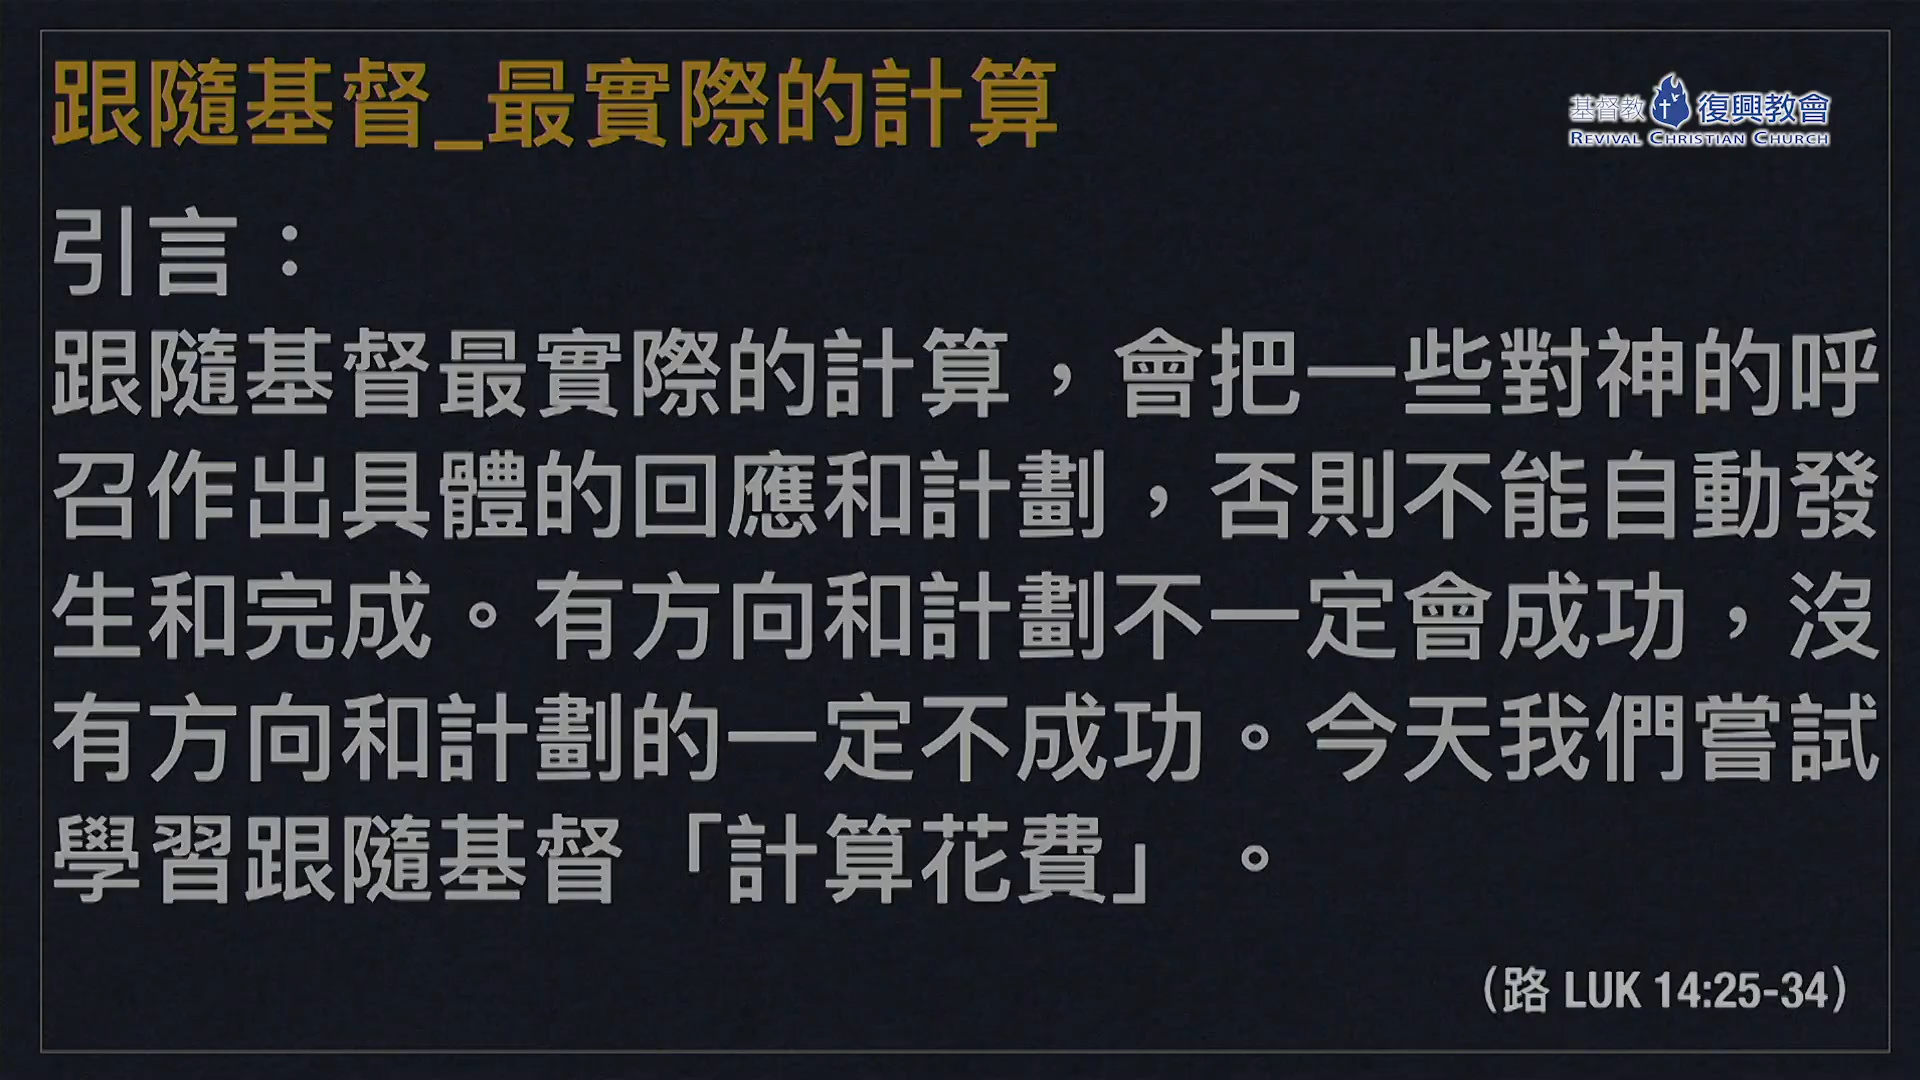 跟隨基督_最實際的計算
基督教 復興教會
REVIVAL CHRISTIAN CHURCH
引言：
跟隨基督最實際的計算，會把一些對神的呼
召作出具體的回應和計劃，否則不能自動發
生和完成。有方向和計劃不一定會成功，沒
有方向和計劃的一定不成功。今天我們嘗試
學習跟隨基督「計算花費」。
（路 LUK 14:25-34）